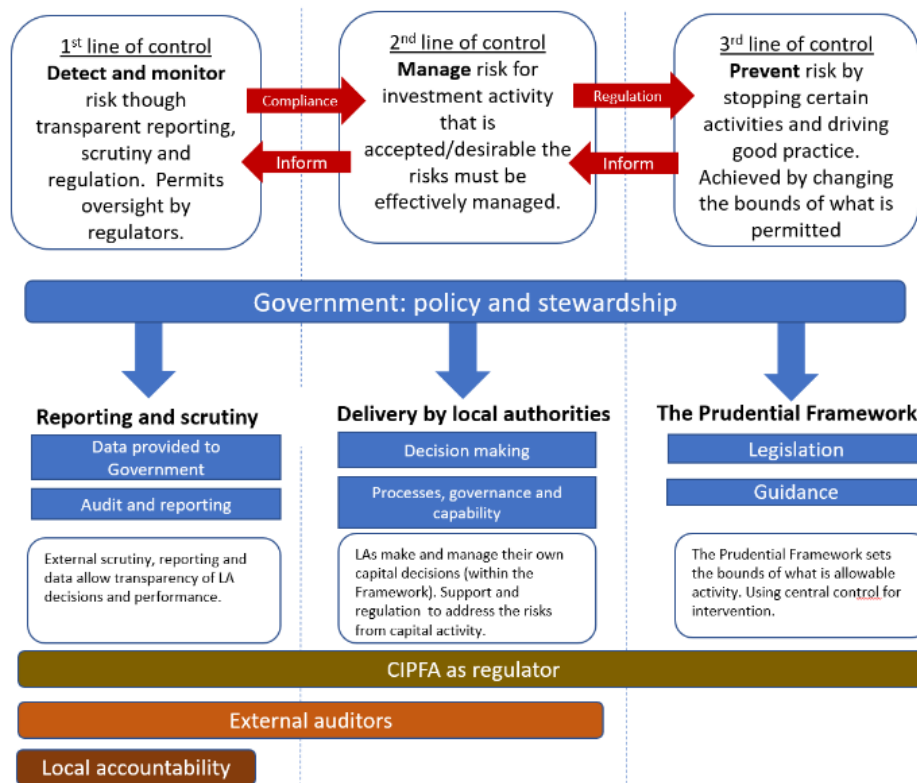 1st line of control
Detect and monitor
risk though
transparent reporting,
scrutiny and
regulation. Permits
oversight by
regulators.
Compliance
Inform
2nd line of control
Manage risk for
investment activity
that is
accepted/desirable the
risks must be
effectively managed.
Regulation
Inform
3rd line of control
Prevent risk by
stopping certain
activities and driving
good practice.
Achieved by changing
the bounds of what is
permitted
Government: policy and stewardship
Reporting and scrutiny
Data provided to
Government
Audit and reporting
External scrutiny, reporting and
data allow transparency of LA
decisions and performance.
Delivery by local authorities
Decision making
Processes, governance and
capability
LAs make and manage their own
capital decisions (within the
Framework). Support and
regulation to address the risks
from capital activity.
The Prudential Framework
Legislation
Guidance
The Prudential Framework sets
the bounds of what is allowable
activity. Using central control for
intervention.
CIPFA as regulator
External auditors
Local accountability